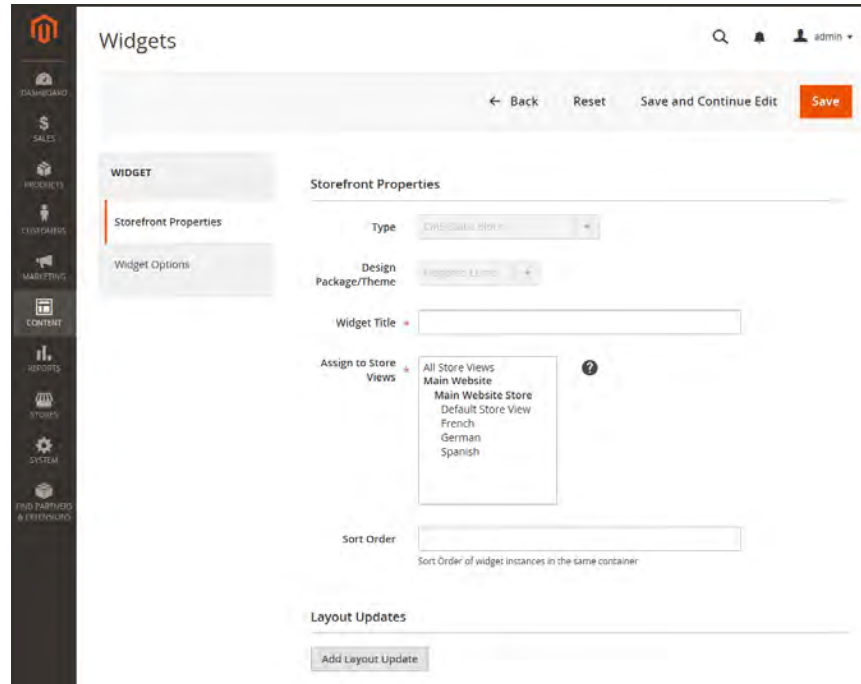 Widgets
admin
← Back Reset Save and Continue Edit Save
DASHBOARD
$
SALES
PRODUCTS
CUSTOMERS
MARKETING
CONTENT
REPORTS
STORES
SYSTEM
FIND PARTNERS
& EXTENSIONS
WIDGET
Storefront Properties
Widget Options
Storefront Properties
Type CMS Static Block
Design
Package/Theme
Widget Title *
Assign to Store
Views *
All Store Views
Main Website
Main Website Store
Default Store View
French
German
Spanish
?
Sort Order
Sort Order of widget instances in the same container
Layout Updates
Add Layout Update